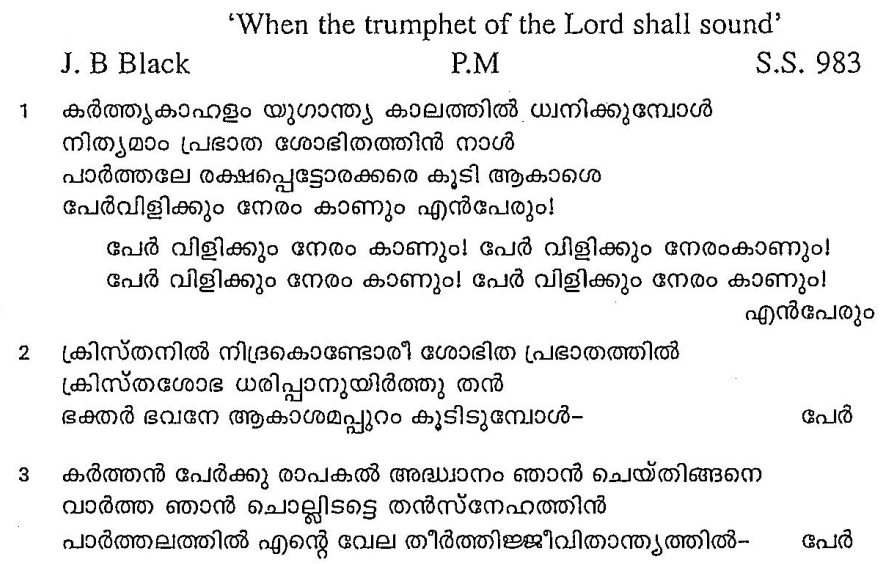 'When the trumphet of the Lord shall sound'
J. B Black P.M S.S. 983
1 കർത്തൃകാഹളം യുഗാന്ത്യ കാലത്തിൽ ധ്വനിക്കുമ്പോൾ
നിത്യമാം പ്രഭാത ശോഭിതത്തിൻ നാൾ
പാർത്തലേ രക്ഷപ്പെട്ടോരക്കരെ കൂടി ആകാശെ
പേർവിളിക്കും നേരം കാണും എൻപേരും!
പേർ വിളിക്കും നേരം കാണും! പേർ വിളിക്കും നേരംകാണും!
പേർ വിളിക്കും നേരം കാണും! പേർ വിളിക്കും നേരം കാണും!
എൻപേരും
2 ക്രിസ്തനിൽ നിദ്രകൊണ്ടോരീ ശോഭിത പ്രഭാതത്തിൽ
ക്രിസ്തശോഭ ധരിപ്പാനുയിർത്തു തൻ
ഭക്തർ ഭവനേ ആകാശമപ്പുറം കൂടിടുമ്പോൾ- പേർ
3 കർത്തൻ പേർക്കു രാപകൽ അദ്ധ്വാനം ഞാൻ ചെയ്തിങ്ങനെ
വാർത്ത ഞാൻ ചൊല്ലിടട്ടെ തൻസ്നേഹത്തിൻ
പാർത്തലത്തിൽ എന്റെ വേല തീർത്തിജ്ജീവിതാന്ത്യത്തിൽ- പേർ